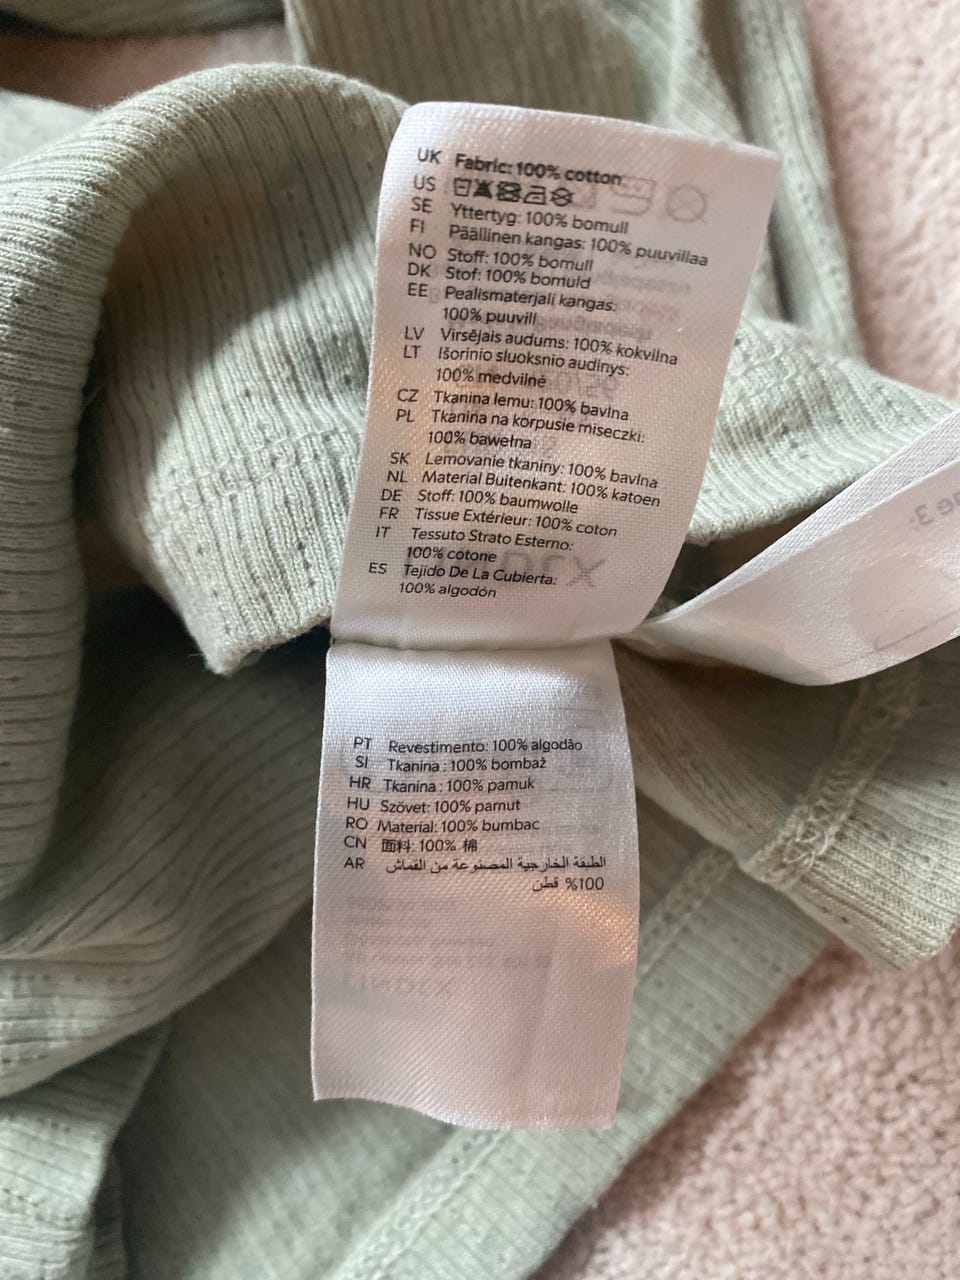 UK Fabric: 100% cotton
US
SE Yttertyg: 100% bomull
FI Päällinen kangas: 100% puuvillaa
NO Stoff: 100% bomull
DK Stof: 100% bomuld
EE Pealismaterjali kangas:
100% puuvill
LV Virsējais audums: 100% kokvilna
LT Išorinio sluoksnio audinys:
100% medvilnė
CZ Tkanina lemu: 100% bavlna
PL Tkanina na korpusie miseczki:
100% bawełna
SK Lemovanie tkaniny: 100% bavlna
NL Material Buitenkant: 100% katoen
DE Stoff: 100% baumwolle
FR Tissue Extérieur: 100% coton
IT Tessuto Strato Esterno:
100% cotone
ES Tejido De La Cubierta:
100% algodón
PT Revestimento: 100% algodão
SI Tkanina : 100% bombaž
HR Tkanina : 100% pamuk
HU Szövet: 100% pamut
RO Material: 100% bumbac
CN 面料: 100% 棉
AR الطبقة الخارجية المصنوعة من القماش
100% قطن